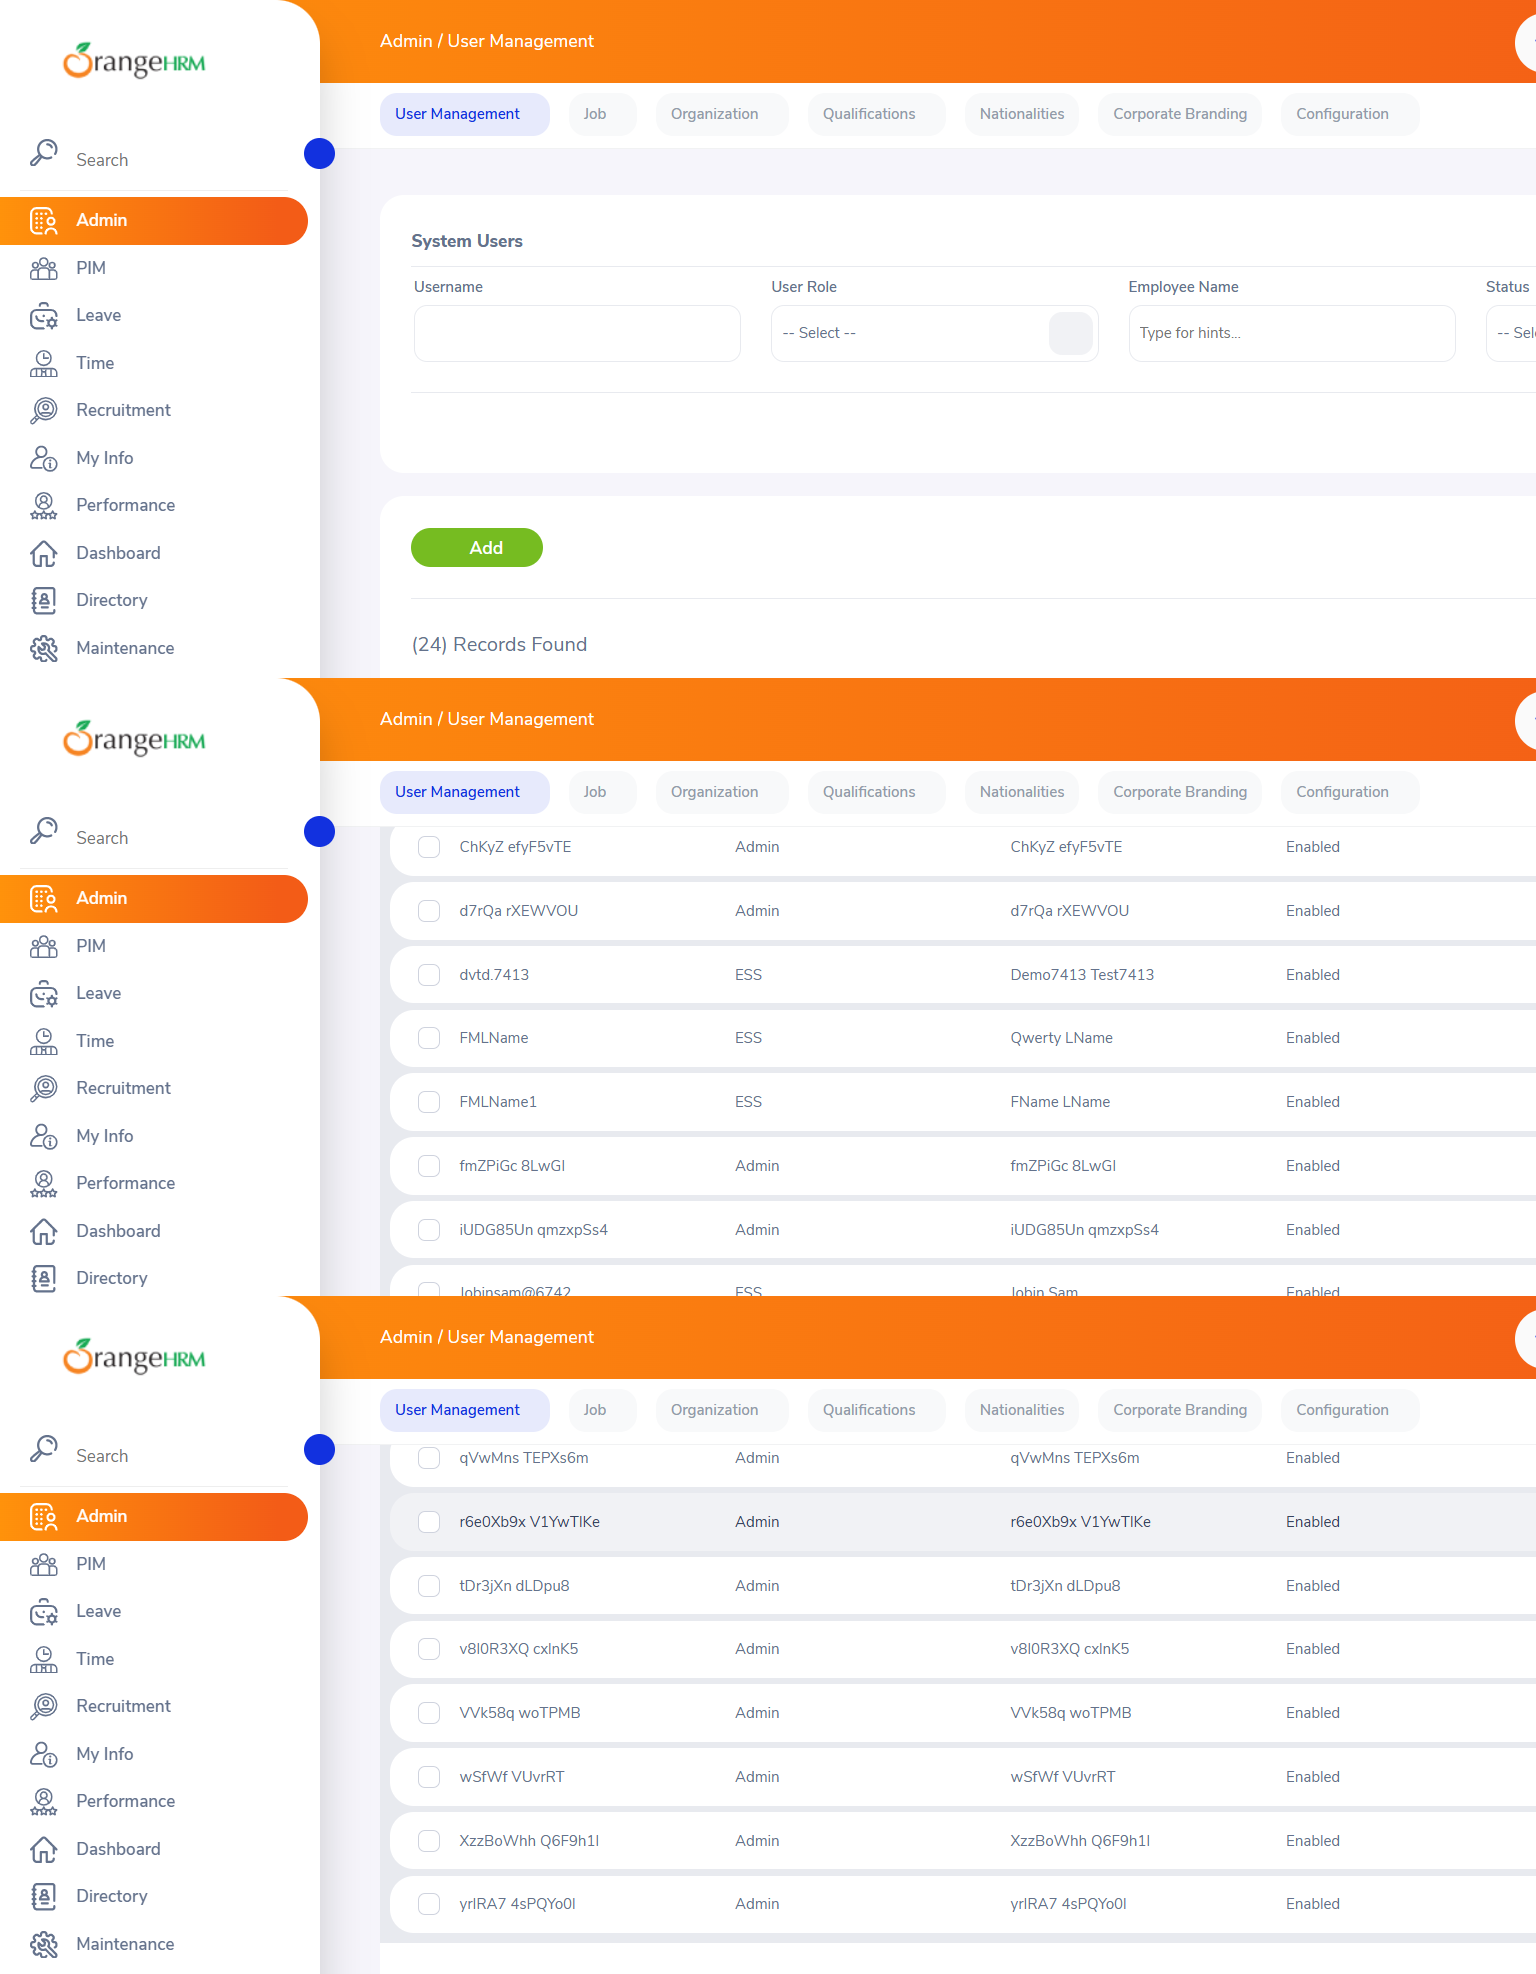 OrangeHRM
Admin / User Management
User Management Job Organization Qualifications Nationalities Corporate Branding Configuration
Search
Admin
PIM
Leave
Time
Recruitment
My Info
Performance
Dashboard
Directory
Maintenance
System Users
Username User Role Employee Name Status
-- Select -- Type for hints... -- Sel
Add
(24) Records Found
OrangeHRM
Admin / User Management
User Management Job Organization Qualifications Nationalities Corporate Branding Configuration
Search
Admin
PIM
Leave
Time
Recruitment
My Info
Performance
Dashboard
Directory
ChKyZ efyF5vTE Admin ChKyZ efyF5vTE Enabled
d7rQa rXEWVOU Admin d7rQa rXEWVOU Enabled
dvtd.7413 ESS Demo7413 Test7413 Enabled
FMLName ESS Qwerty LName Enabled
FMLName1 ESS FName LName Enabled
fmZPiGc 8LwGI Admin fmZPiGc 8LwGI Enabled
iUDG85Un qmzxpSs4 Admin iUDG85Un qmzxpSs4 Enabled
Jobinsam@6742 ESS Jobin Sam Enabled
OrangeHRM
Admin / User Management
User Management Job Organization Qualifications Nationalities Corporate Branding Configuration
Search
Admin
PIM
Leave
Time
Recruitment
My Info
Performance
Dashboard
Directory
Maintenance
qVwMns TEPXs6m Admin qVwMns TEPXs6m Enabled
r6e0Xb9x V1YwTlKe Admin r6e0Xb9x V1YwTlKe Enabled
tDr3jXn dLDpu8 Admin tDr3jXn dLDpu8 Enabled
v8I0R3XQ cxlnK5 Admin v8I0R3XQ cxlnK5 Enabled
VVk58q woTPMB Admin VVk58q woTPMB Enabled
wSfWf VUvrRT Admin wSfWf VUvrRT Enabled
XzzBoWhh Q6F9h1l Admin XzzBoWhh Q6F9h1l Enabled
yrlRA7 4sPQYo0l Admin yrlRA7 4sPQYo0l Enabled